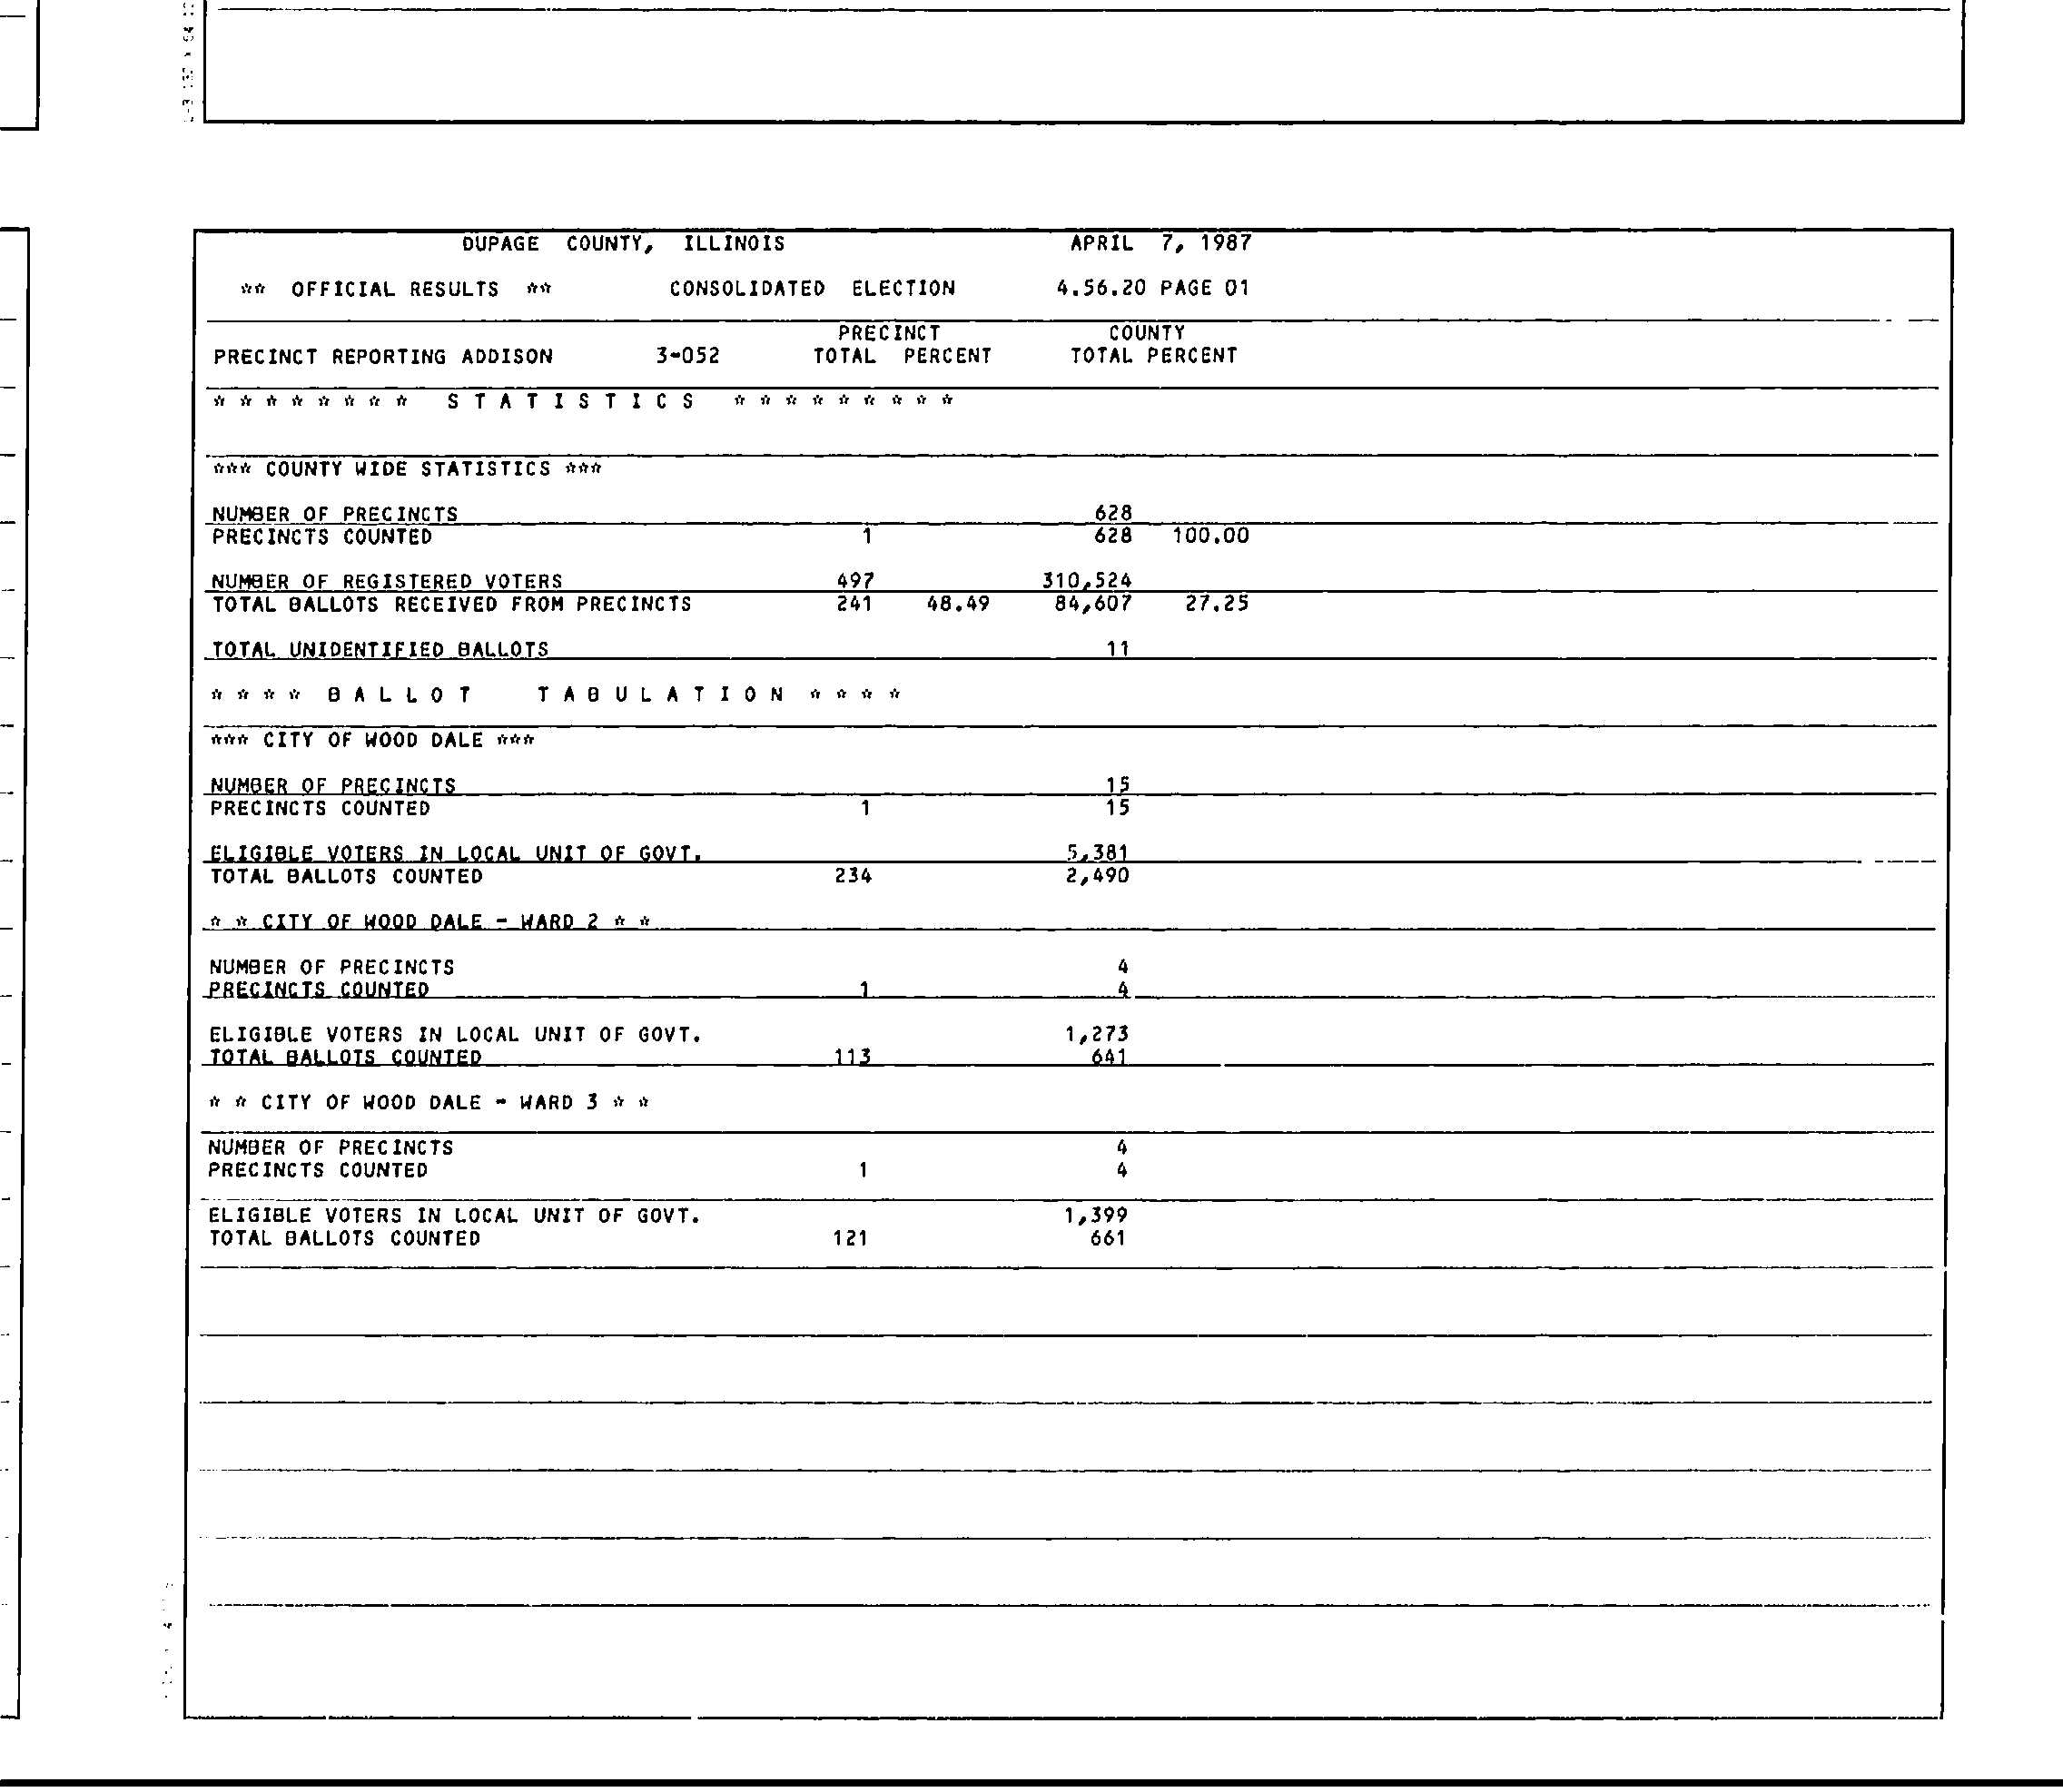 DUPAGE COUNTY, ILLINOIS APRIL 7, 1987
** OFFICIAL RESULTS ** CONSOLIDATED ELECTION 4.56.20 PAGE 01
PRECINCT COUNTY
PRECINCT REPORTING ADDISON 3-052 TOTAL PERCENT TOTAL PERCENT
* * * * * * * * S T A T I S T I C S * * * * * * * * *
*** COUNTY WIDE STATISTICS ***
NUMBER OF PRECINCTS 628
PRECINCTS COUNTED 1 628 100.00
NUMBER OF REGISTERED VOTERS 497 310,524
TOTAL BALLOTS RECEIVED FROM PRECINCTS 241 48.49 84,607 27.25
TOTAL UNIDENTIFIED BALLOTS 11
* * * * B A L L O T T A B U L A T I O N * * * *
*** CITY OF WOOD DALE ***
NUMBER OF PRECINCTS 15
PRECINCTS COUNTED 1 15
ELIGIBLE VOTERS IN LOCAL UNIT OF GOVT. 5,381
TOTAL BALLOTS COUNTED 234 2,490
* * CITY OF WOOD DALE - WARD 2 * *
NUMBER OF PRECINCTS 4
PRECINCTS COUNTED 1 4
ELIGIBLE VOTERS IN LOCAL UNIT OF GOVT. 1,273
TOTAL BALLOTS COUNTED 113 641
* * CITY OF WOOD DALE - WARD 3 * *
NUMBER OF PRECINCTS 4
PRECINCTS COUNTED 1 4
ELIGIBLE VOTERS IN LOCAL UNIT OF GOVT. 1,399
TOTAL BALLOTS COUNTED 121 661